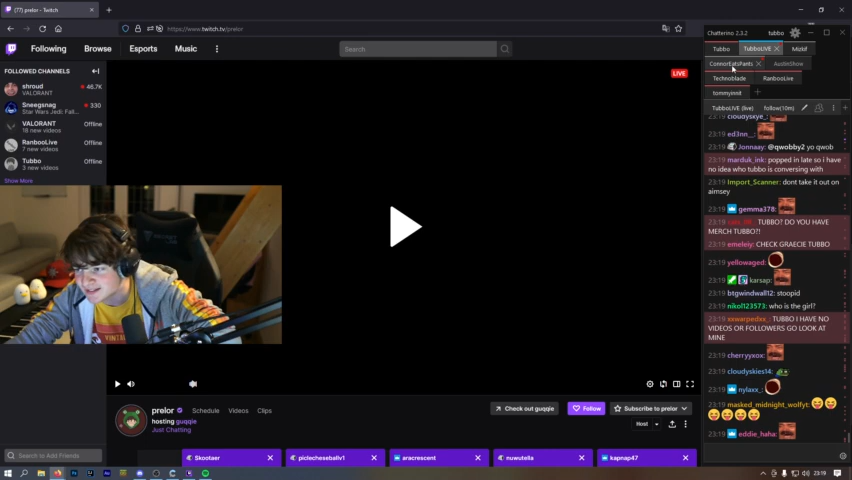 (77) prelor - Twitch
https://www.twitch.tv/prelor
Following
Browse
Esports
Music
Search
FOLLOWED CHANNELS
shroud
46.7K
VALORANT
Sneegsnag
330
Star Wars Jedi: Fall...
VALORANT
Offline
18 new videos
RanbooLive
Offline
7 new videos
Tubbo
Offline
3 new videos
Show More
LIVE
prelor
Schedule
Videos
Clips
hosting guqqie
Just Chatting
Check out guqqie
Follow
Subscribe to prelor
Host
Skootaer
piclecheseballv1
aracrescent
nuwutella
kapnap47
Search to Add Friends
Chatterino 2.3.2
tubbo
Tubbo
TubboLIVE
Mizkif
ConnorEatsPants
AustinShow
Technoblade
RanbooLive
tommyinnit
TubboLIVE (live)
follow(10m)
23:19 cloudyskye_:
23:19 ed3nn__:
23:19 Jonnaay: @qwobby2 yo qwob
23:19 marduk_ink: popped in late so i have
no idea who tubbo is conversing with
23:19 Import_Scanner: dont take it out on
aimsey
23:19 gemma378:
23:19 TUBBO? DO YOU HAVE
MERCH TUBBO?!
23:19 emeleiy: CHECK GRAECIE TUBBO
23:19 yellowaged:
23:19 karsap:
23:19 btgwindwall12: stoopid
23:19 nikol123573: who is the girl?
23:19 xxwarpedxx_: TUBBO I HAVE NO
VIDEOS OR FOLLOWERS GO LOOK AT
MINE
23:19 cherryyxox:
23:19 cloudyskies14:
23:19 nylaxx_:
23:19 masked_midnight_wolfyt:
23:19 eddie_haha:
23:19